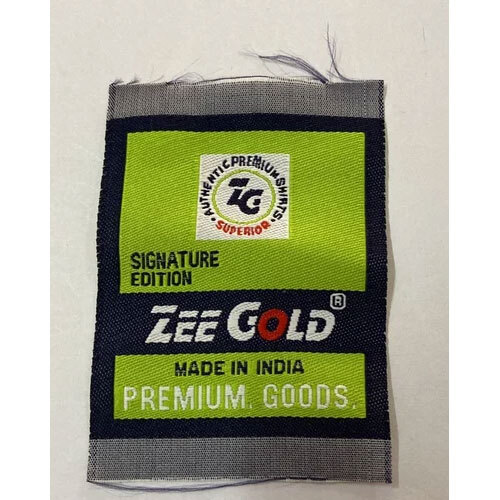 AUTHENTIC PREMIUM SHIRTS
ZG
SUPERIOR
SIGNATURE
EDITION
ZEE GOLD ®
MADE IN INDIA
PREMIUM. GOODS.